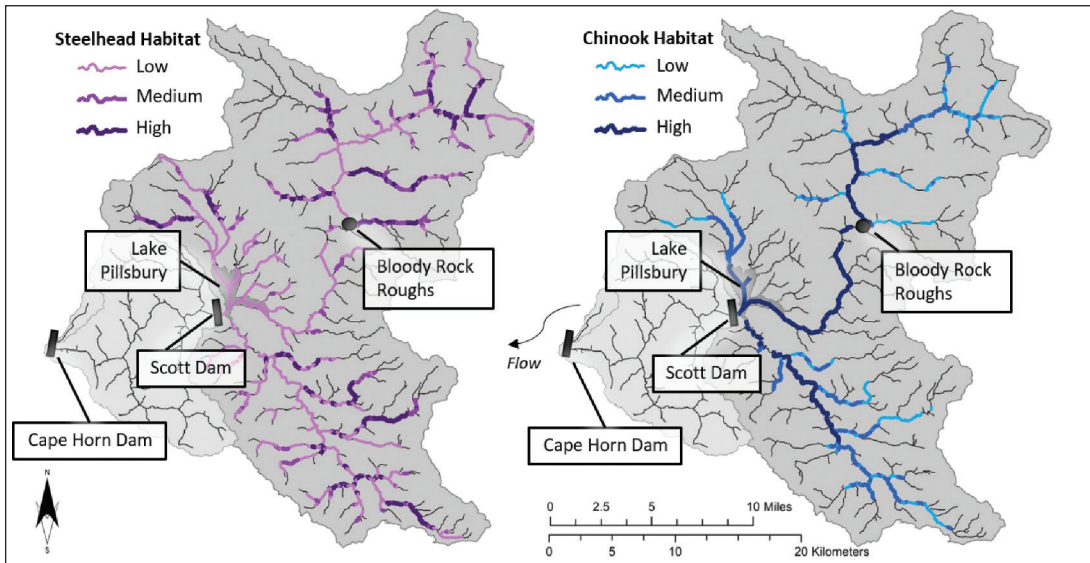 Steelhead Habitat
Low
Medium
High
Lake
Pillsbury
Bloody Rock
Roughs
Scott Dam
Cape Horn Dam
N
S
Chinook Habitat
Low
Medium
High
Lake
Pillsbury
Bloody Rock
Roughs
Flow
Scott Dam
Cape Horn Dam
0 2.5 5 10 Miles
0 5 10 20 Kilometers